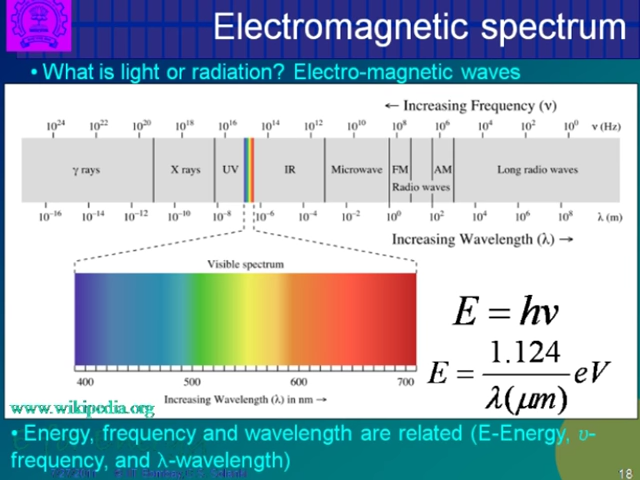 Electromagnetic spectrum
• What is light or radiation? Electro-magnetic waves
← Increasing Frequency (ν)
10²⁴ 10²² 10²⁰ 10¹⁸ 10¹⁶ 10¹⁴ 10¹² 10¹⁰ 10⁸ 10⁶ 10⁴ 10² 10⁰ ν (Hz)
γ rays X rays UV IR Microwave FM AM Long radio waves
Radio waves
10⁻¹⁶ 10⁻¹⁴ 10⁻¹² 10⁻¹⁰ 10⁻⁸ 10⁻⁶ 10⁻⁴ 10⁻² 10⁰ 10² 10⁴ 10⁶ 10⁸ λ (m)
Increasing Wavelength (λ) →
Visible spectrum
E = hν
E = 1.124 / λ(μm) eV
400 500 600 700
Increasing Wavelength (λ) in nm →
www.wikipedia.org
• Energy, frequency and wavelength are related (E-Energy, υ-
frequency, and λ-wavelength)
18